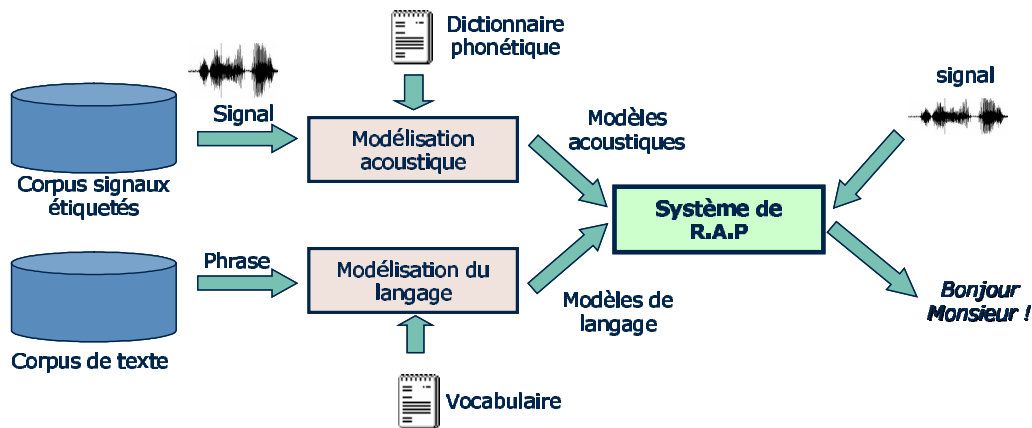 Dictionnaire
phonétique
Signal
signal
Modélisation
acoustique
Modèles
acoustiques
Corpus signaux
étiquetés
Système de
R.A.P
Phrase
Modélisation du
langage
Modèles de
langage
Bonjour
Monsieur !
Corpus de texte
Vocabulaire